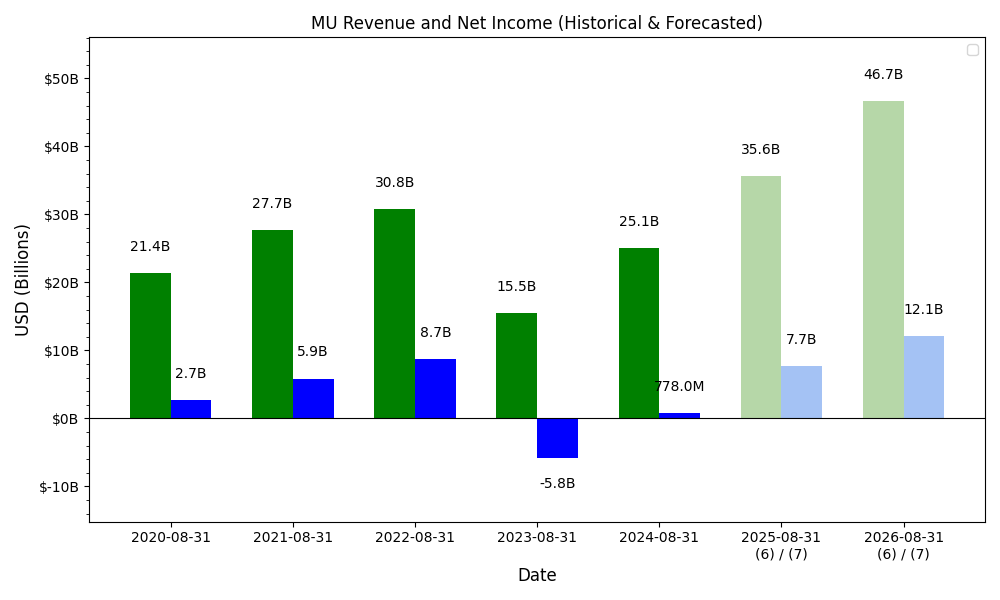 MU Revenue and Net Income (Historical & Forecasted)
USD (Billions)
$50B
$40B
$30B
$20B
$10B
$0B
$-10B
21.4B
2.7B
27.7B
5.9B
30.8B
8.7B
15.5B
-5.8B
25.1B
778.0M
35.6B
7.7B
46.7B
12.1B
2020-08-31
2021-08-31
2022-08-31
2023-08-31
2024-08-31
2025-08-31
(6) / (7)
2026-08-31
(6) / (7)
Date